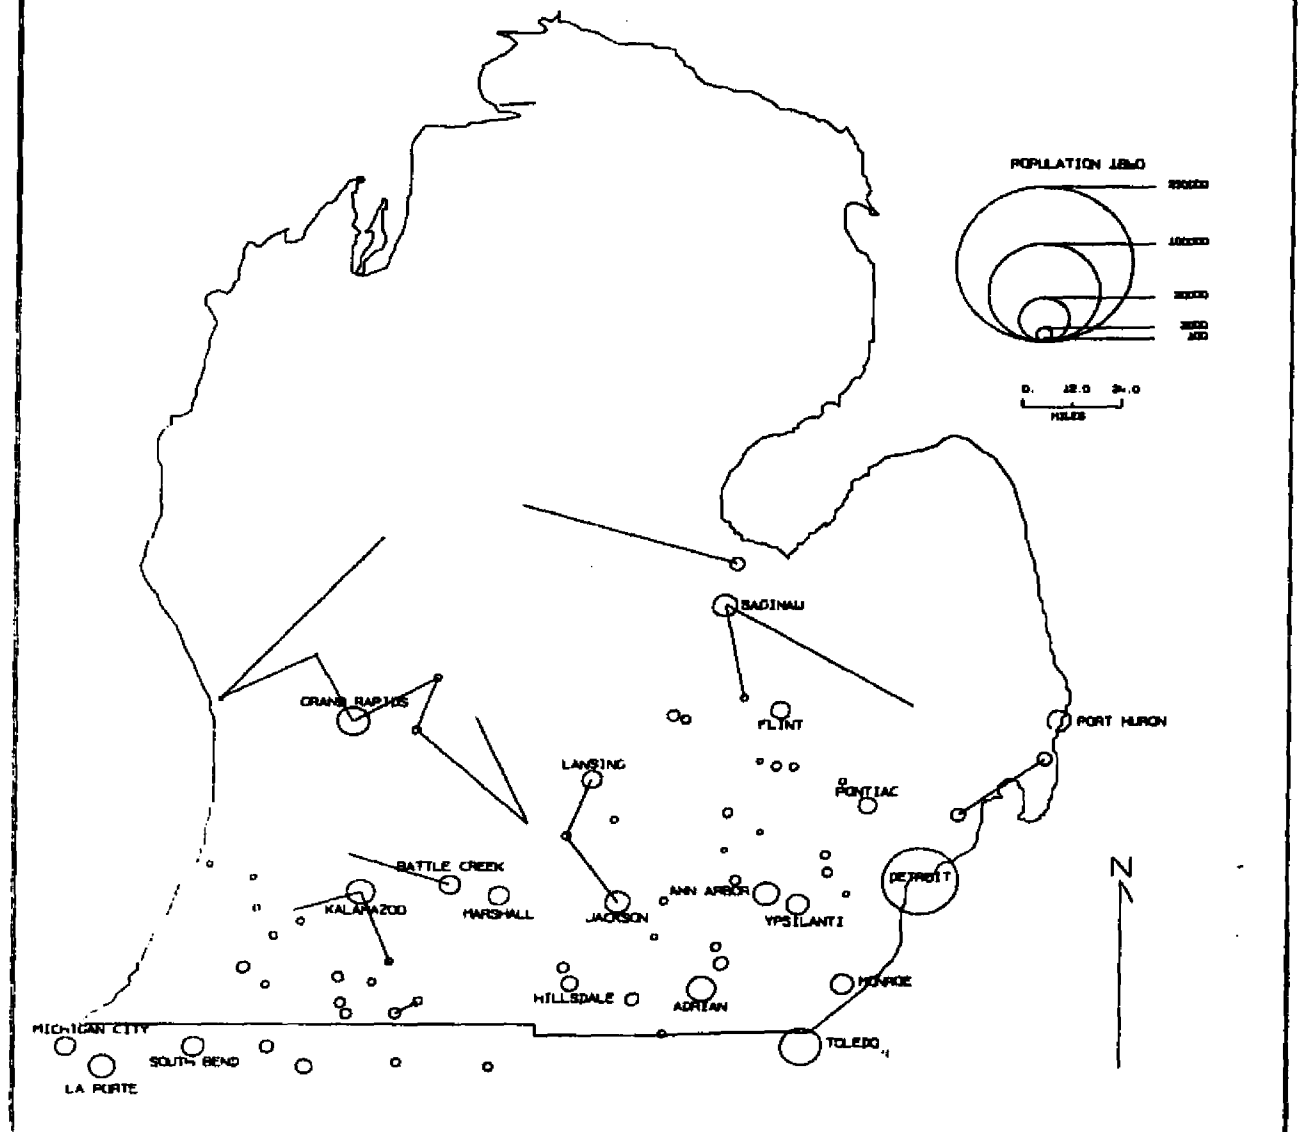 POPULATION 1860
250000
100000
20000
MILES
SAGINAW
GRAND RAPIDS
FLINT
PORT HURON
LANSING
PONTIAC
BATTLE CREEK
DETROIT
KALAMAZOO
MARSHALL
JACKSON
ANN ARBOR
YPSILANTI
N
HILLSDALE
ADRIAN
MONROE
MICHIGAN CITY
SOUTH BEND
TOLEDO
LA PORTE